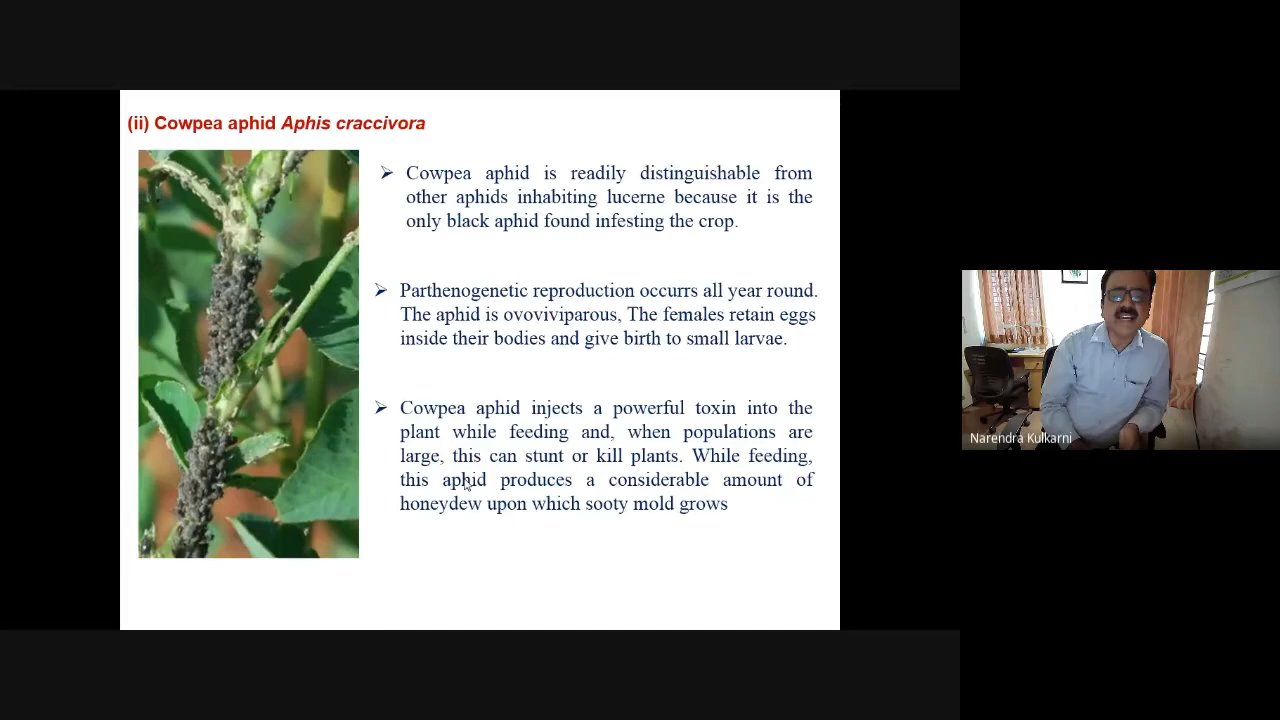 (ii) Cowpea aphid Aphis craccivora
➢ Cowpea aphid is readily distinguishable from
other aphids inhabiting lucerne because it is the
only black aphid found infesting the crop.
➢ Parthenogenetic reproduction occurrs all year round.
The aphid is ovoviviparous, The females retain eggs
inside their bodies and give birth to small larvae.
➢ Cowpea aphid injects a powerful toxin into the
plant while feeding and, when populations are
large, this can stunt or kill plants. While feeding,
this aphid produces a considerable amount of
honeydew upon which sooty mold grows
Narendra Kulkarni